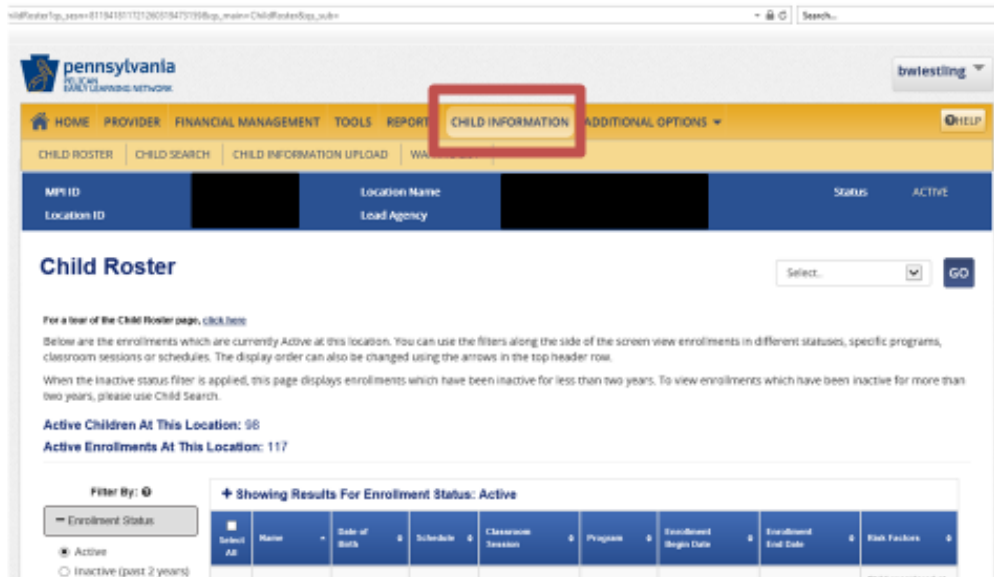 Search...
pennsylvania
PELICAN
EARLY LEARNING NETWORK
bwtestling
HOME PROVIDER FINANCIAL MANAGEMENT TOOLS REPORT CHILD INFORMATION ADDITIONAL OPTIONS
HELP
CHILD ROSTER CHILD SEARCH CHILD INFORMATION UPLOAD
MPI ID Location Name Status ACTIVE
Location ID Lead Agency
Child Roster
Select.
GO
For a tour of the Child Roster page, click here
Below are the enrollments which are currently Active at this location. You can use the filters along the side of the screen view enrollments in different statuses, specific programs,
classroom sessions or schedules. The display order can also be changed using the arrows in the top header row.
When the Inactive status filter is applied, this page displays enrollments which have been inactive for less than two years. To view enrollments which have been inactive for more than
two years, please use Child Search.
Active Children At This Location: 98
Active Enrollments At This Location: 117
Filter By:
+ Showing Results For Enrollment Status: Active
Enrollment Status
Select All
Name
Date of Birth
Schedule
Classroom Session
Program
Enrollment Begin Date
Enrollment End Date
Risk Factors
Active
Inactive (past 2 years)